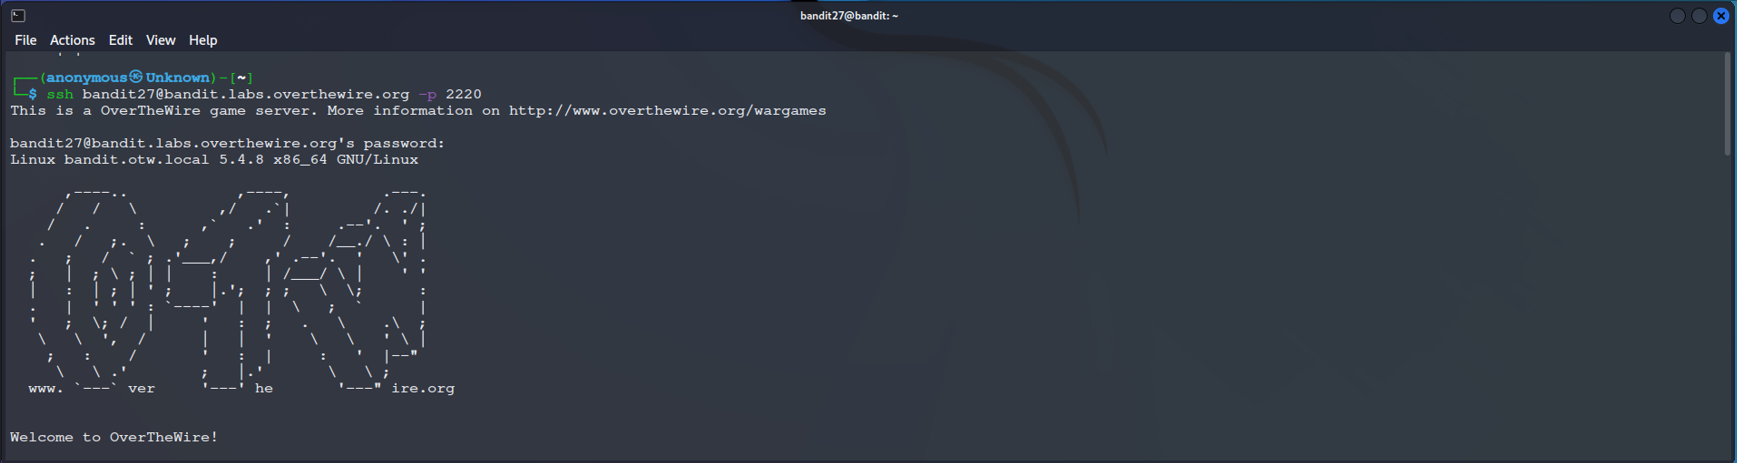 bandit27@bandit: ~
File Actions Edit View Help
┌──(anonymous㉿Unknown)-[~]
└─$ ssh bandit27@bandit.labs.overthewire.org -p 2220
This is a OverTheWire game server. More information on http://www.overthewire.org/wargames
bandit27@bandit.labs.overthewire.org's password:
Linux bandit.otw.local 5.4.8 x86_64 GNU/Linux
www. `---` ver '---' he '---" ire.org
Welcome to OverTheWire!